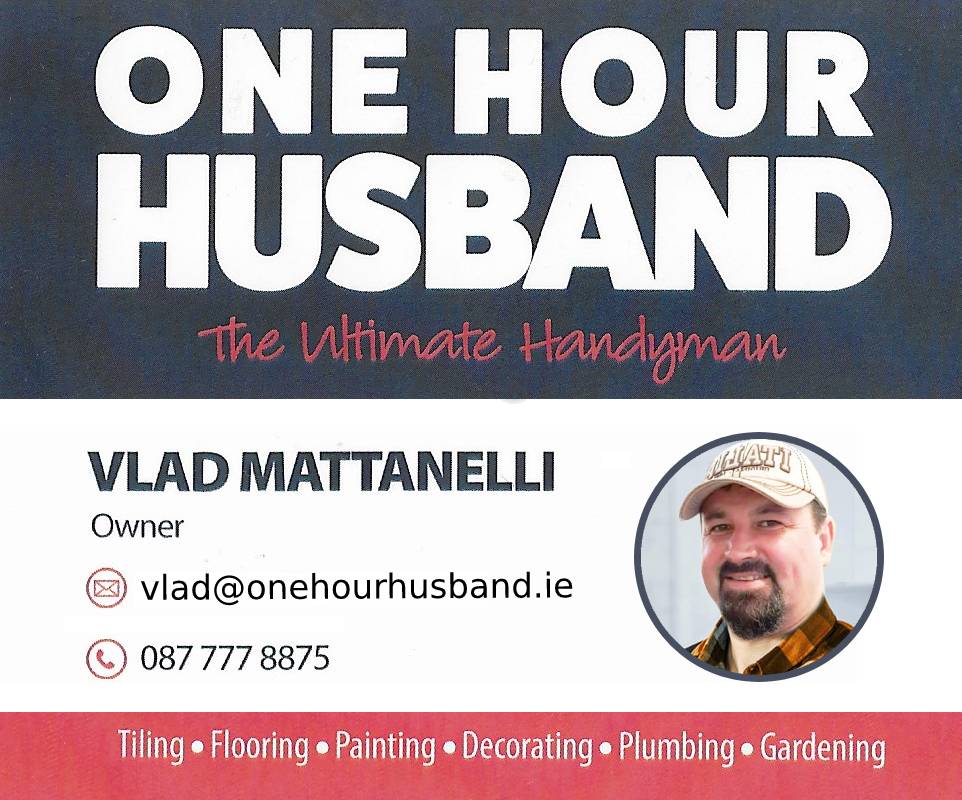 ONE HOUR
HUSBAND
The Ultimate Handyman
VLAD MATTANELLI
Owner
vlad@onehourhusband.ie
087 777 8875
Tiling • Flooring • Painting • Decorating • Plumbing • Gardening